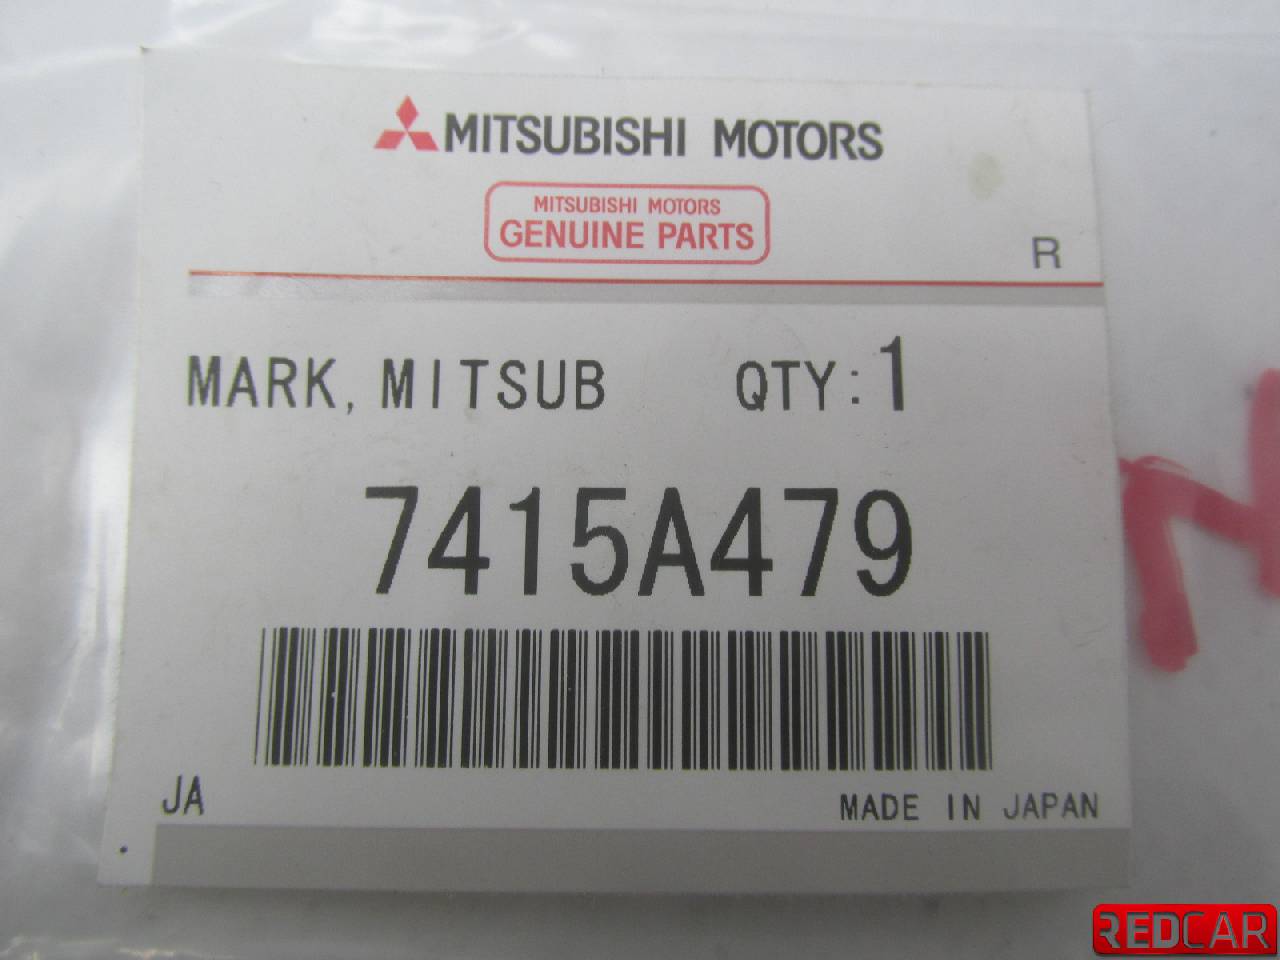 MITSUBISHI MOTORS
MITSUBISHI MOTORS
GENUINE PARTS
R
MARK, MITSUB QTY:1
7415A479
JA
MADE IN JAPAN
REDCAR